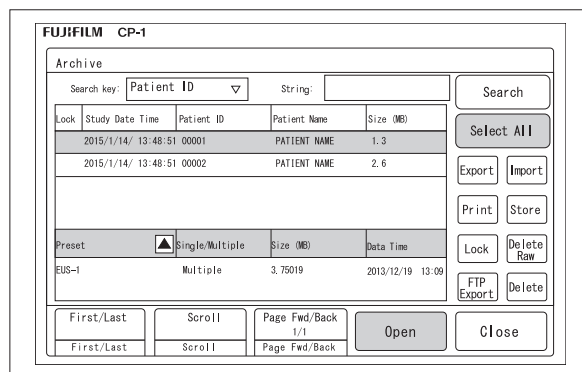 FUJIFILM CP-1
Archive
Search key: Patient ID ▽ String:
Search
Lock Study Date Time Patient ID Patient Name Size (MB)
Select All
2015/1/14/ 13:48:51 00001 PATIENT NAME 1.3
2015/1/14/ 13:48:51 00002 PATIENT NAME 2.6
Export Import
Print Store
Preset ▲ Single/Multiple Size (MB) Data Time
Lock Delete Raw
EUS-1 Multiple 3.75019 2013/12/19 13:09
FTP Export Delete
First/Last Scroll Page Fwd/Back
1/1
Open Close
First/Last Scroll Page Fwd/Back